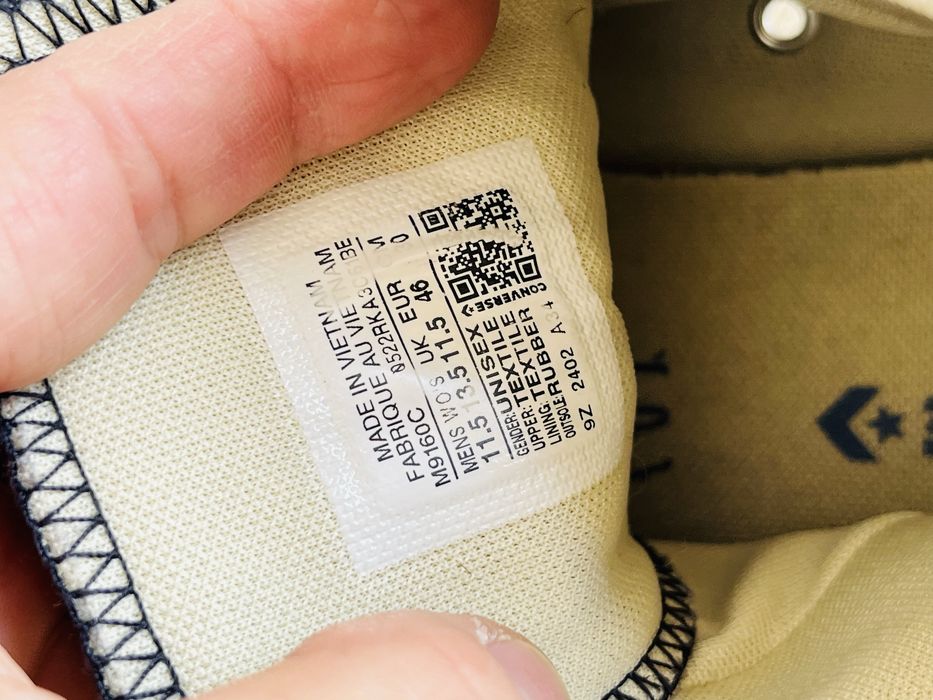 MADE IN VIETNAM
FABRIQUE AU VIETNAM
M9160C
MENS WO'S UK EUR
11.5 13.5 11.5 46
GENDER: UNISEX
UPPER: TEXTILE
LINING: TEXTILE
OUTSOLE: RUBBER
9Z 2402 A3+
CONVERSE